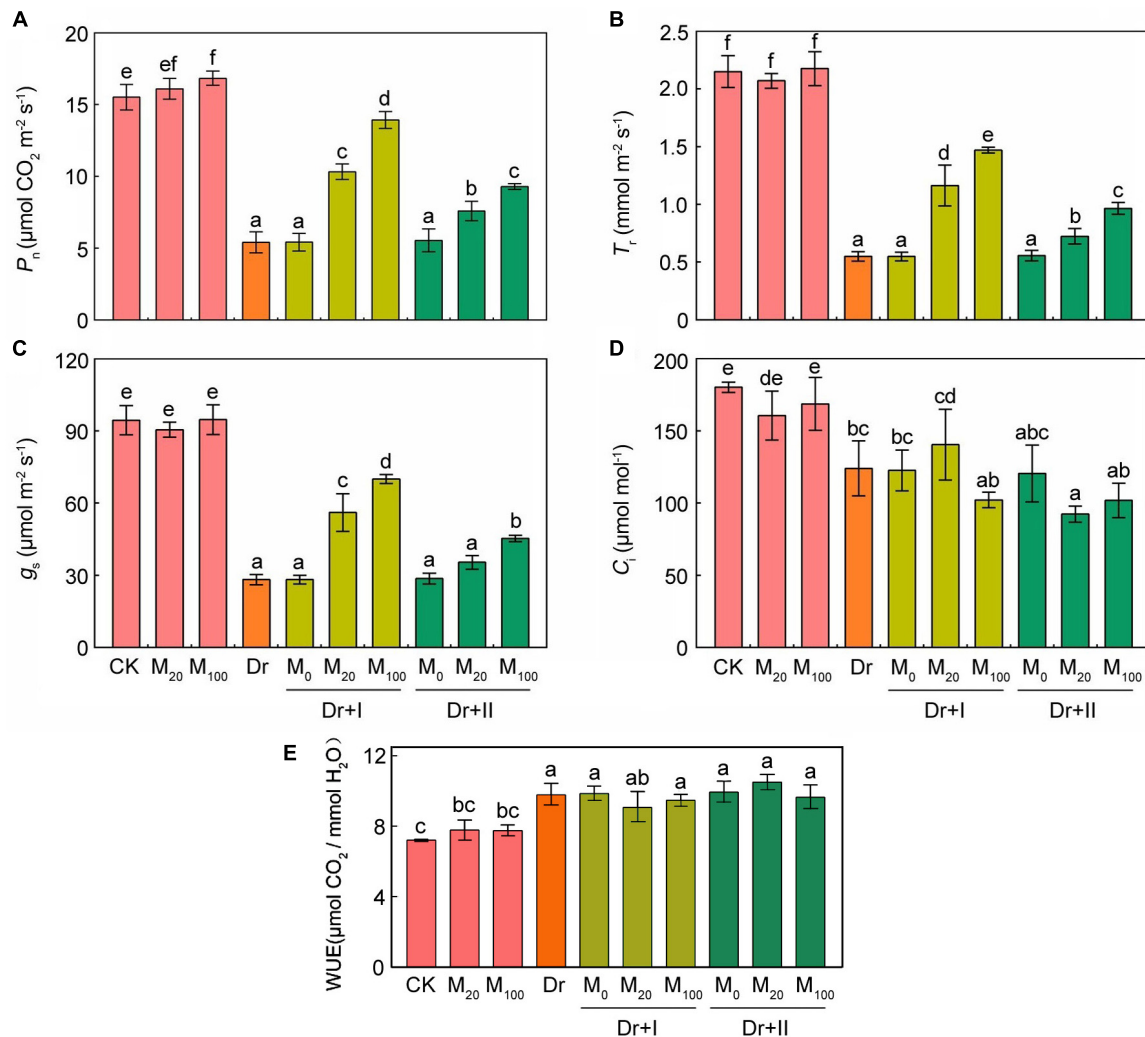 A
20
15
10
5
0
Pn (μmol CO2 m-2 s-1)
e ef f a a c d a b c
B
2.5
2.0
1.5
1.0
0.5
0
Tr (mmol m-2 s-1)
f f f a a d e a b c
C
120
90
60
30
0
gs (μmol m-2 s-1)
e e e a a c d a a b
CK M20 M100 Dr M0 M20 M100 M0 M20 M100
Dr+I Dr+II
D
200
150
100
50
0
Ci (μmol mol-1)
e de e bc bc cd ab abc a ab
CK M20 M100 Dr M0 M20 M100 M0 M20 M100
Dr+I Dr+II
E
12
8
4
0
WUE(μmol CO2 / mmol H2O)
c bc bc a a ab a a a a
CK M20 M100 Dr M0 M20 M100 M0 M20 M100
Dr+I Dr+II